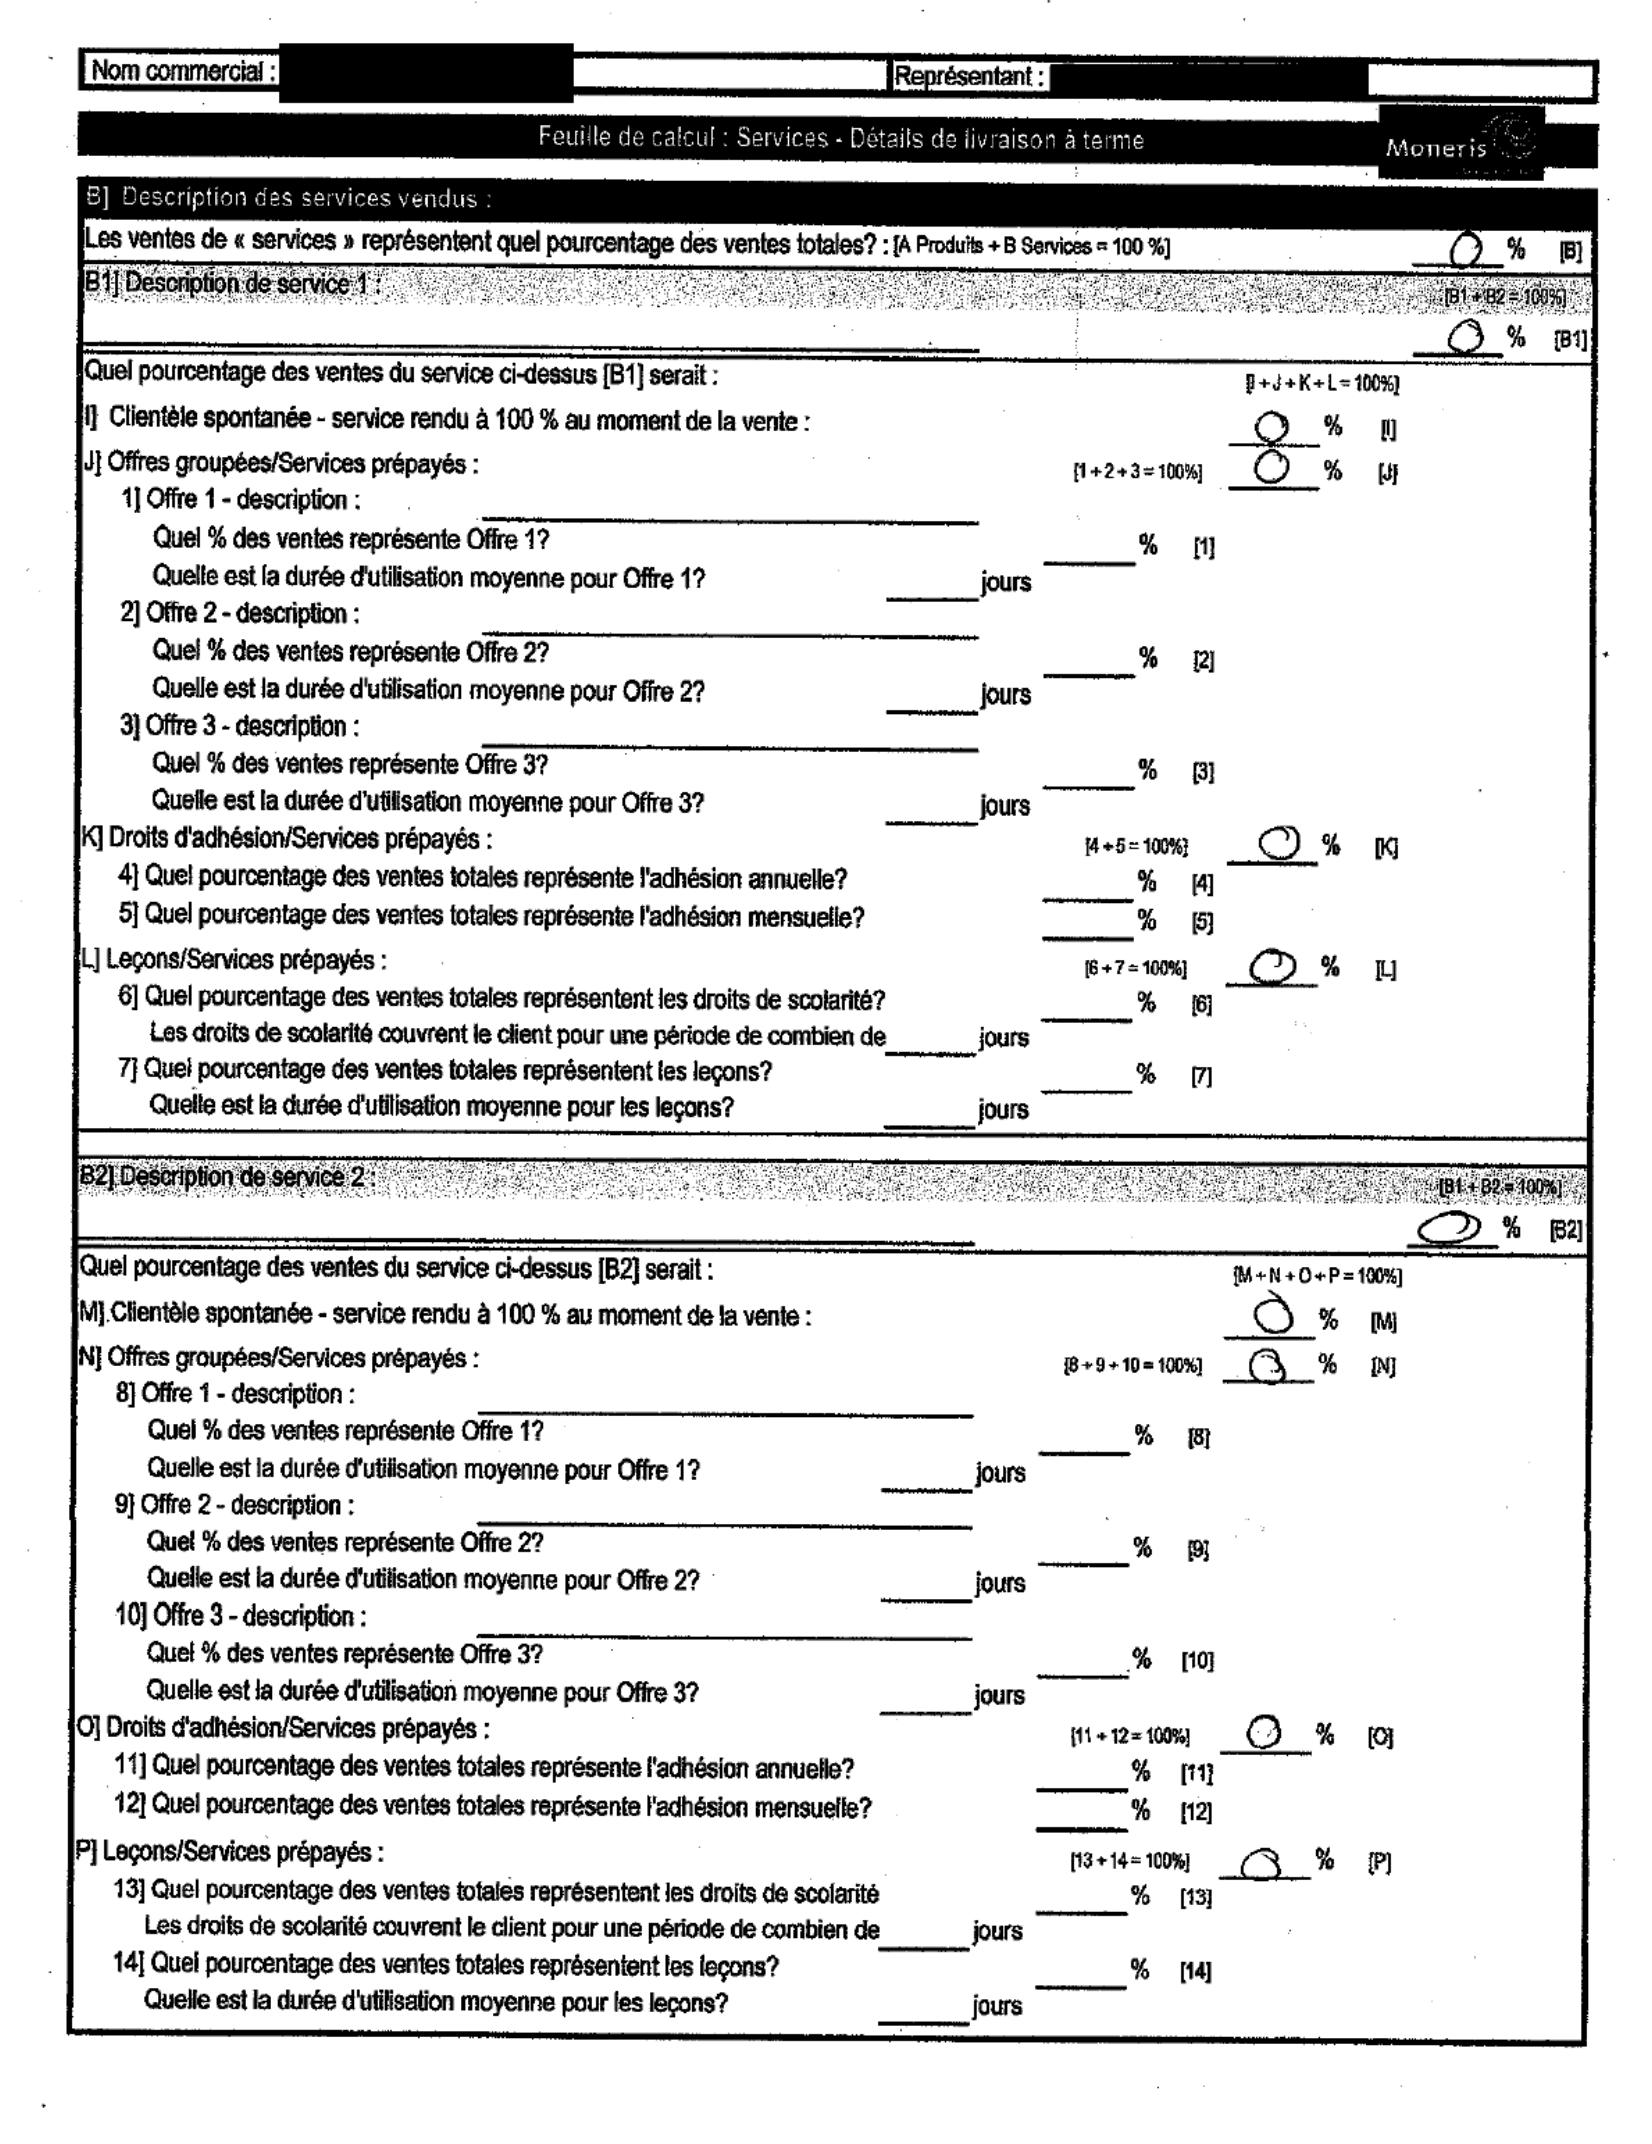 Nom commercial : Représentant :
Feuille de calcul : Services - Détails de livraison à terme Moneris
B] Description des services vendus :
Les ventes de « services » représentent quel pourcentage des ventes totales? : [A Produits + B Services = 100 %] 0 % [B]
B1] Description de service 1 : [B1 + B2 = 100%]
0 % [B1]
Quel pourcentage des ventes du service ci-dessus [B1] serait : [I + J + K + L = 100%]
I] Clientèle spontanée - service rendu à 100 % au moment de la vente : 0 % [I]
J] Offres groupées/Services prépayés : [1 + 2 + 3 = 100%] 0 % [J]
1] Offre 1 - description :
Quel % des ventes représente Offre 1? % [1]
Quelle est la durée d'utilisation moyenne pour Offre 1? jours
2] Offre 2 - description :
Quel % des ventes représente Offre 2? % [2]
Quelle est la durée d'utilisation moyenne pour Offre 2? jours
3] Offre 3 - description :
Quel % des ventes représente Offre 3? % [3]
Quelle est la durée d'utilisation moyenne pour Offre 3? jours
K] Droits d'adhésion/Services prépayés : [4 + 5 = 100%] 0 % [K]
4] Quel pourcentage des ventes totales représente l'adhésion annuelle? % [4]
5] Quel pourcentage des ventes totales représente l'adhésion mensuelle? % [5]
L] Leçons/Services prépayés : [6 + 7 = 100%] 0 % [L]
6] Quel pourcentage des ventes totales représentent les droits de scolarité? % [6]
Les droits de scolarité couvrent le client pour une période de combien de jours
7] Quel pourcentage des ventes totales représentent les leçons? % [7]
Quelle est la durée d'utilisation moyenne pour les leçons? jours
B2] Description de service 2 : [B1 + B2 = 100%]
0 % [B2]
Quel pourcentage des ventes du service ci-dessus [B2] serait : [M + N + O + P = 100%]
M] Clientèle spontanée - service rendu à 100 % au moment de la vente : 0 % [M]
N] Offres groupées/Services prépayés : [8 + 9 + 10 = 100%] 0 % [N]
8] Offre 1 - description :
Quel % des ventes représente Offre 1? % [8]
Quelle est la durée d'utilisation moyenne pour Offre 1? jours
9] Offre 2 - description :
Quel % des ventes représente Offre 2? % [9]
Quelle est la durée d'utilisation moyenne pour Offre 2? jours
10] Offre 3 - description :
Quel % des ventes représente Offre 3? % [10]
Quelle est la durée d'utilisation moyenne pour Offre 3? jours
O] Droits d'adhésion/Services prépayés : [11 + 12 = 100%] 0 % [O]
11] Quel pourcentage des ventes totales représente l'adhésion annuelle? % [11]
12] Quel pourcentage des ventes totales représente l'adhésion mensuelle? % [12]
P] Leçons/Services prépayés : [13 + 14 = 100%] 0 % [P]
13] Quel pourcentage des ventes totales représentent les droits de scolarité % [13]
Les droits de scolarité couvrent le client pour une période de combien de jours
14] Quel pourcentage des ventes totales représentent les leçons? % [14]
Quelle est la durée d'utilisation moyenne pour les leçons? jours